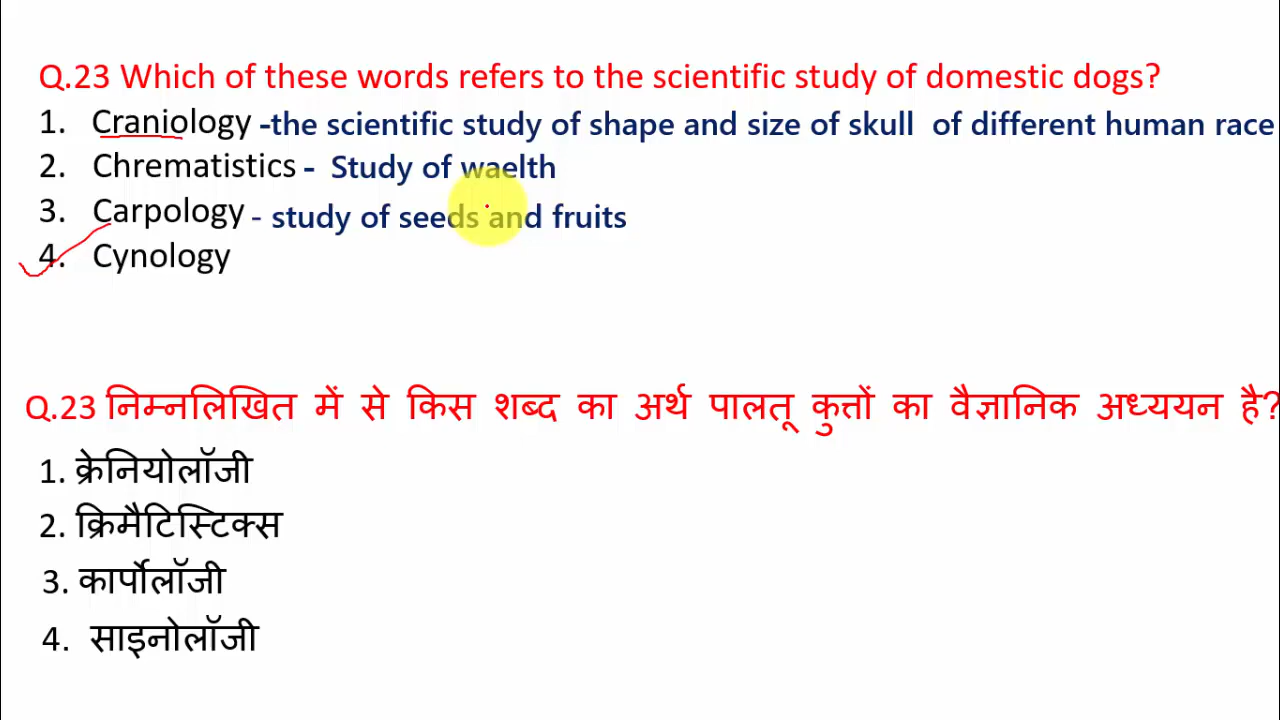 Q.23 Which of these words refers to the scientific study of domestic dogs?
1. Craniology -the scientific study of shape and size of skull of different human race
2. Chrematistics - Study of waelth
3. Carpology - study of seeds and fruits
4. Cynology
Q.23 निम्नलिखित में से किस शब्द का अर्थ पालतू कुत्तों का वैज्ञानिक अध्ययन है?
1. क्रेनियोलॉजी
2. क्रिमैटिस्टिक्स
3. कार्पोलॉजी
4. साइनोलॉजी